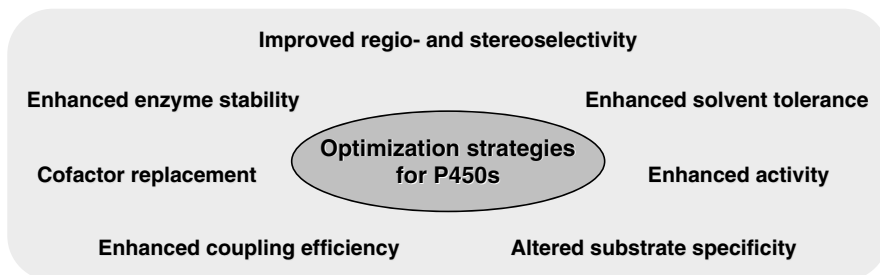 Improved regio- and stereoselectivity
Enhanced enzyme stability
Enhanced solvent tolerance
Optimization strategies
for P450s
Cofactor replacement
Enhanced activity
Enhanced coupling efficiency
Altered substrate specificity